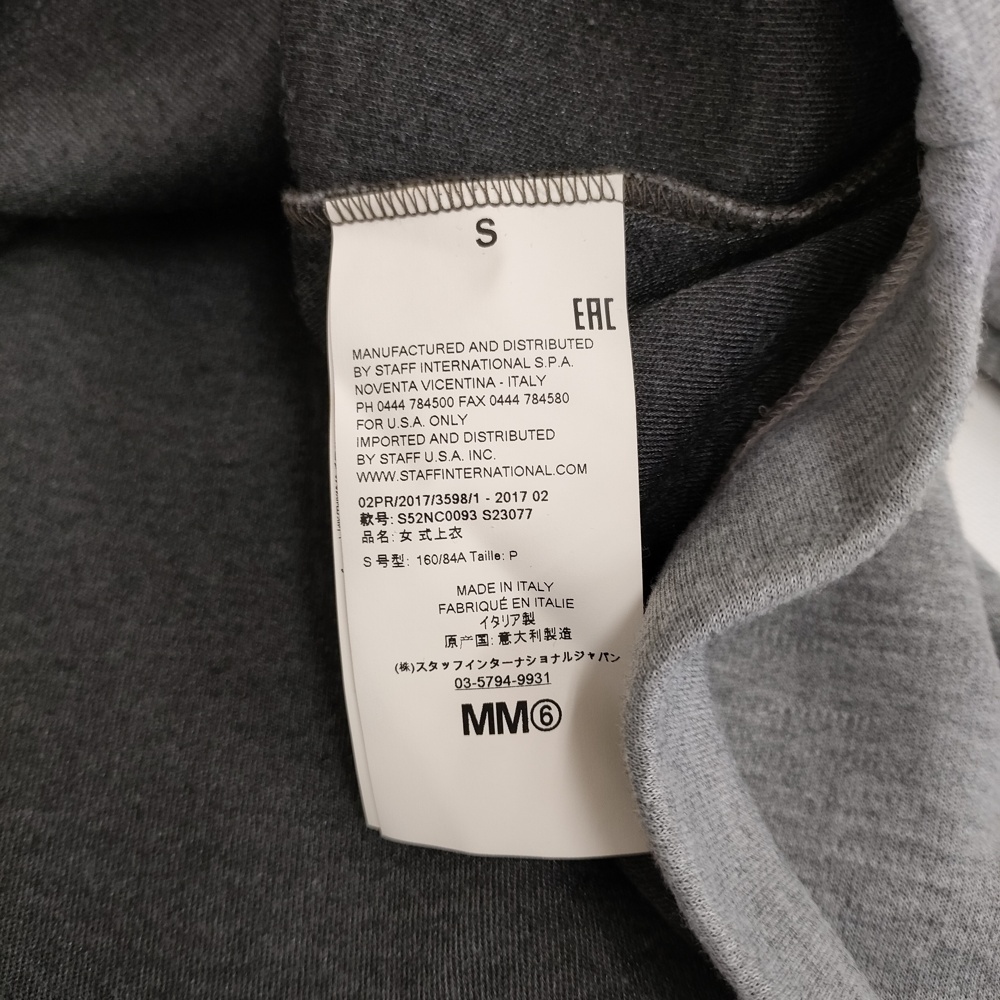 S
EAC
MANUFACTURED AND DISTRIBUTED
BY STAFF INTERNATIONAL S.P.A.
NOVENTA VICENTINA - ITALY
PH 0444 784500 FAX 0444 784580
FOR U.S.A. ONLY
IMPORTED AND DISTRIBUTED
BY STAFF U.S.A. INC.
WWW.STAFFINTERNATIONAL.COM
02PR/2017/3598/1 - 2017 02
款号: S52NC0093 S23077
品名: 女 式上衣
S 号型: 160/84A Taille: P
MADE IN ITALY
FABRIQUÉ EN ITALIE
イタリア製
原产国: 意大利製造
(株)スタッフインターナショナルジャパン
03-5794-9931
MM⑥